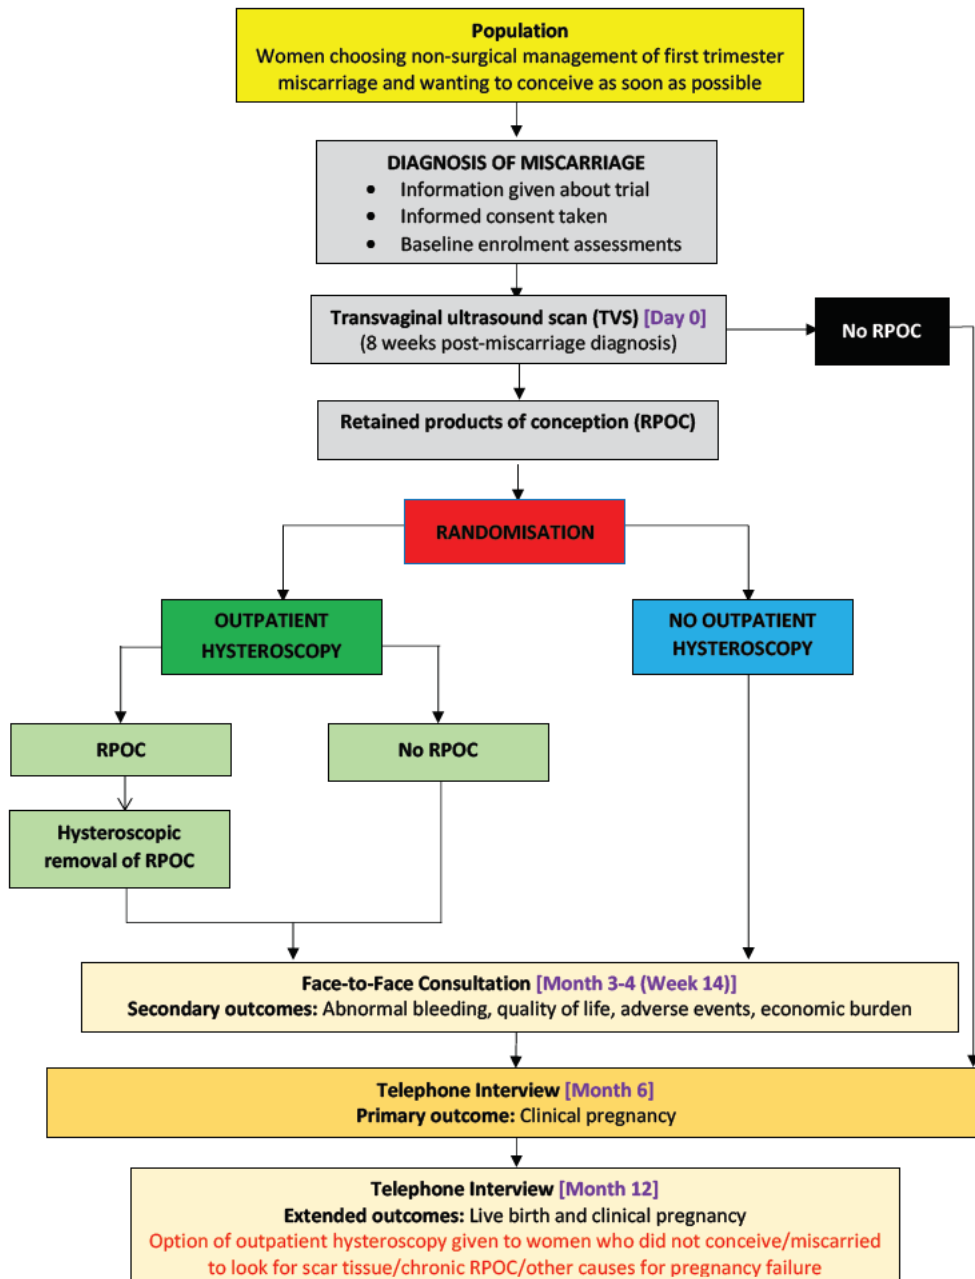 Population
Women choosing non-surgical management of first trimester
miscarriage and wanting to conceive as soon as possible
DIAGNOSIS OF MISCARRIAGE
• Information given about trial
• Informed consent taken
• Baseline enrolment assessments
Transvaginal ultrasound scan (TVS) [Day 0]
(8 weeks post-miscarriage diagnosis)
No RPOC
Retained products of conception (RPOC)
RANDOMISATION
OUTPATIENT
HYSTEROSCOPY
NO OUTPATIENT
HYSTEROSCOPY
RPOC
No RPOC
Hysteroscopic
removal of RPOC
Face-to-Face Consultation [Month 3-4 (Week 14)]
Secondary outcomes: Abnormal bleeding, quality of life, adverse events, economic burden
Telephone Interview [Month 6]
Primary outcome: Clinical pregnancy
Telephone Interview [Month 12]
Extended outcomes: Live birth and clinical pregnancy
Option of outpatient hysteroscopy given to women who did not conceive/miscarried
to look for scar tissue/chronic RPOC/other causes for pregnancy failure